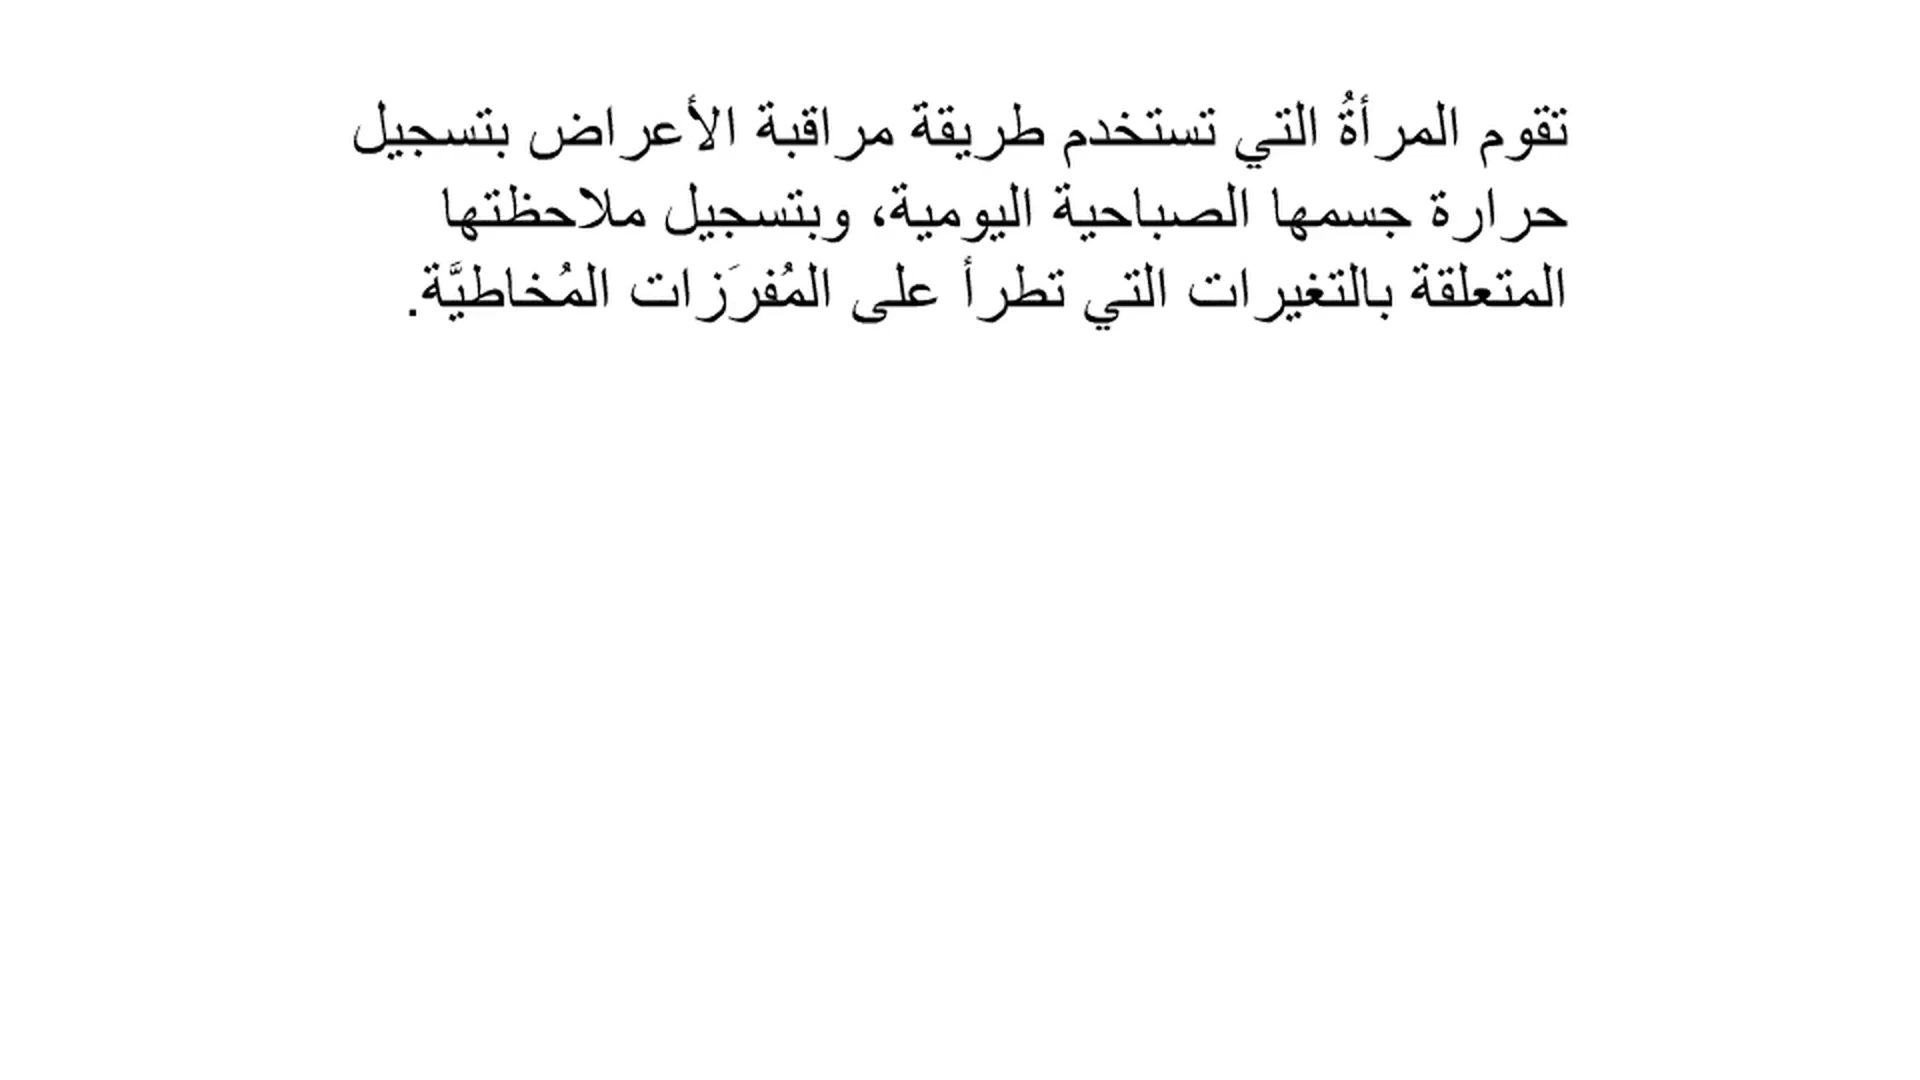 تقوم المرأةُ التي تستخدم طريقة مراقبة الأعراض بتسجيل
حرارة جسمها الصباحية اليومية، وبتسجيل ملاحظتها
المتعلقة بالتغيرات التي تطرأ على المُفرَزات المُخاطيَّة.